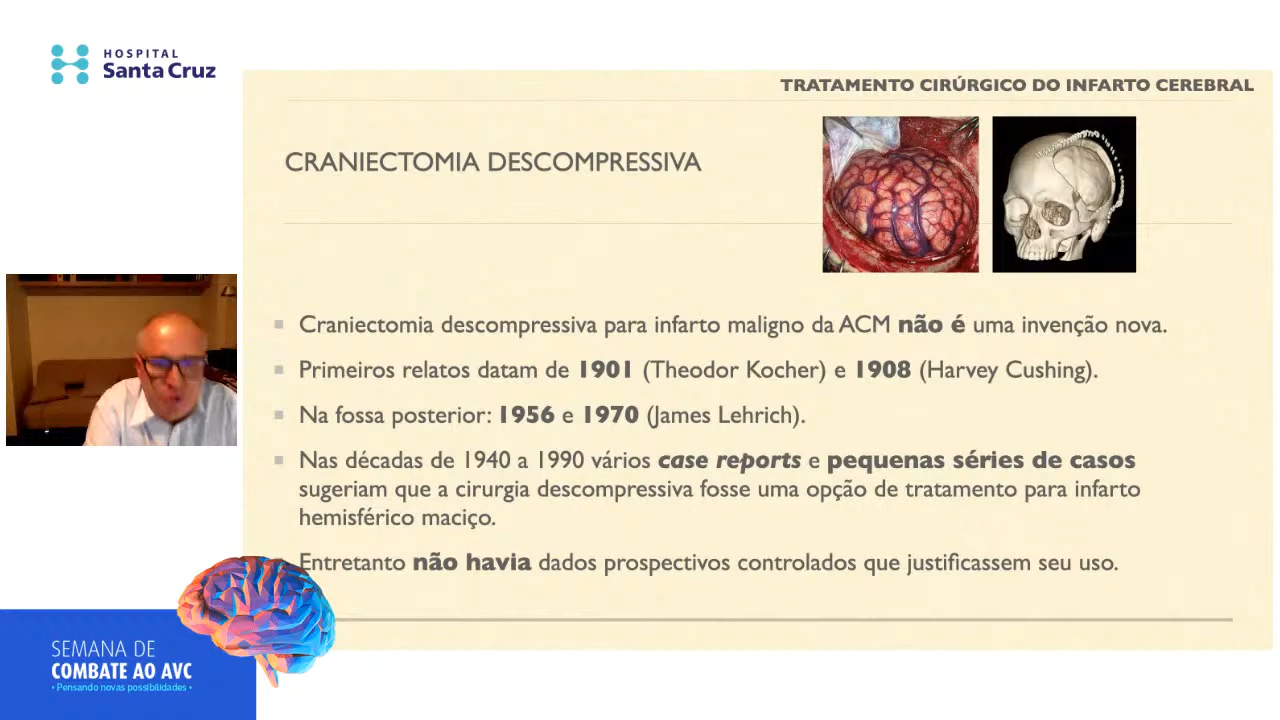 HOSPITAL
Santa Cruz
TRATAMENTO CIRÚRGICO DO INFARTO CEREBRAL
CRANIECTOMIA DESCOMPRESSIVA
Craniectomia descompressiva para infarto maligno da ACM não é uma invenção nova.
Primeiros relatos datam de 1901 (Theodor Kocher) e 1908 (Harvey Cushing).
Na fossa posterior: 1956 e 1970 (James Lehrich).
Nas décadas de 1940 a 1990 vários case reports e pequenas séries de casos
sugeriam que a cirurgia descompressiva fosse uma opção de tratamento para infarto
hemisférico maciço.
Entretanto não havia dados prospectivos controlados que justificassem seu uso.
SEMANA DE
COMBATE AO AVC
• Pensando novas possibilidades •